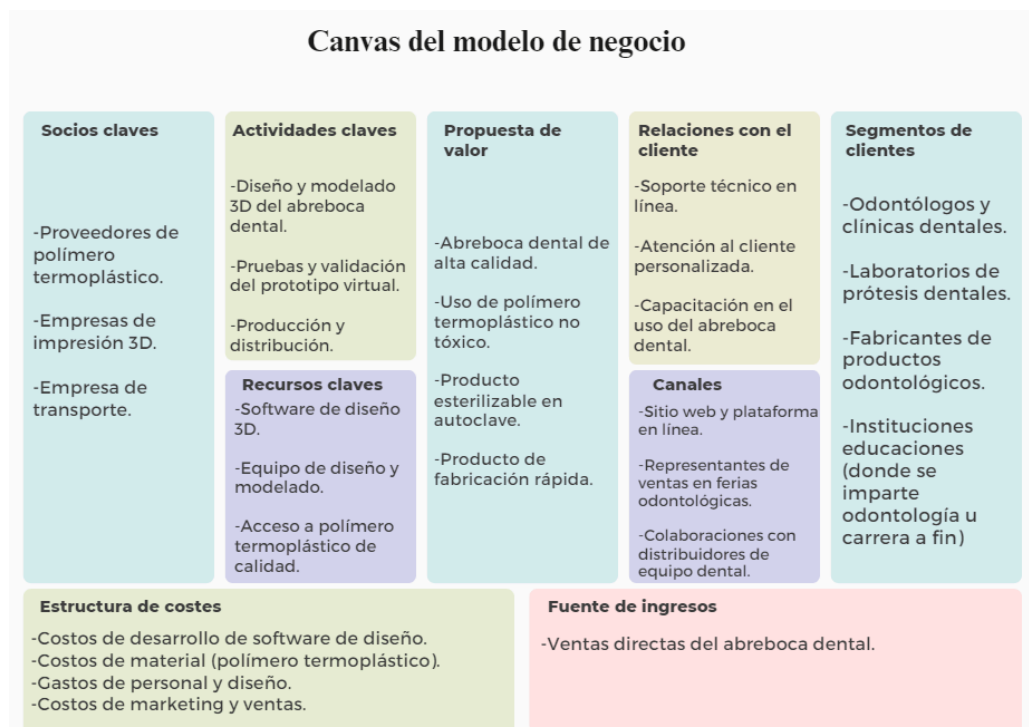 Canvas del modelo de negocio
Socios claves
-Proveedores de
polímero
termoplástico.
-Empresas de
impresión 3D.
-Empresa de
transporte.
Actividades claves
-Diseño y modelado
3D del abreboca
dental.
-Pruebas y validación
del prototipo virtual.
-Producción y
distribución.
Recursos claves
-Software de diseño
3D.
-Equipo de diseño y
modelado.
-Acceso a polímero
termoplástico de
calidad.
Propuesta de
valor
-Abreboca dental de
alta calidad.
-Uso de polímero
termoplástico no
tóxico.
-Producto
esterilizable en
autoclave.
-Producto de
fabricación rápida.
Relaciones con el
cliente
-Soporte técnico en
línea.
-Atención al cliente
personalizada.
-Capacitación en el
uso del abreboca
dental.
Canales
-Sitio web y plataforma
en línea.
-Representantes de
ventas en ferias
odontológicas.
-Colaboraciones con
distribuidores de
equipo dental.
Segmentos de
clientes
-Odontólogos y
clínicas dentales.
-Laboratorios de
prótesis dentales.
-Fabricantes de
productos
odontológicos.
-Instituciones
educaciones
(donde se
imparte
odontología u
carrera a fin)
Estructura de costes
-Costos de desarrollo de software de diseño.
-Costos de material (polímero termoplástico).
-Gastos de personal y diseño.
-Costos de marketing y ventas.
Fuente de ingresos
-Ventas directas del abreboca dental.